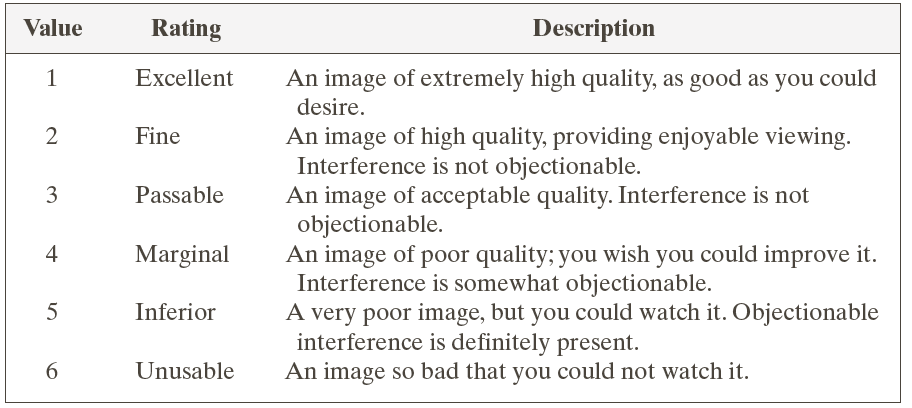 Value Rating Description
1 Excellent An image of extremely high quality, as good as you could
desire.
2 Fine An image of high quality, providing enjoyable viewing.
Interference is not objectionable.
3 Passable An image of acceptable quality. Interference is not
objectionable.
4 Marginal An image of poor quality; you wish you could improve it.
Interference is somewhat objectionable.
5 Inferior A very poor image, but you could watch it. Objectionable
interference is definitely present.
6 Unusable An image so bad that you could not watch it.